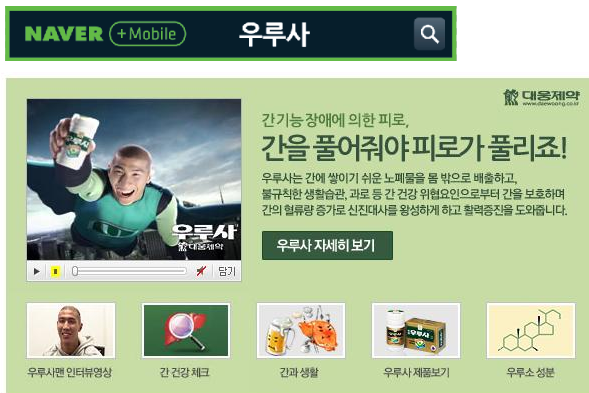 NAVER +Mobile 우루사
대웅제약
www.daewoong.co.kr
간기능 장애에 의한 피로,
간을 풀어줘야 피로가 풀리죠!
우루사는 간에 쌓이기 쉬운 노폐물을 몸 밖으로 배출하고,
불규칙한 생활습관, 과로 등 간 건강 위협요인으로부터 간을 보호하며
간의 혈류량 증가로 신진대사를 왕성하게 하고 활력증진을 도와줍니다.
우루사
대웅제약
우루사 자세히 보기
담기
우루사맨 인터뷰영상
간 건강 체크
간과 생활
우루사 제품보기
우루소 성분